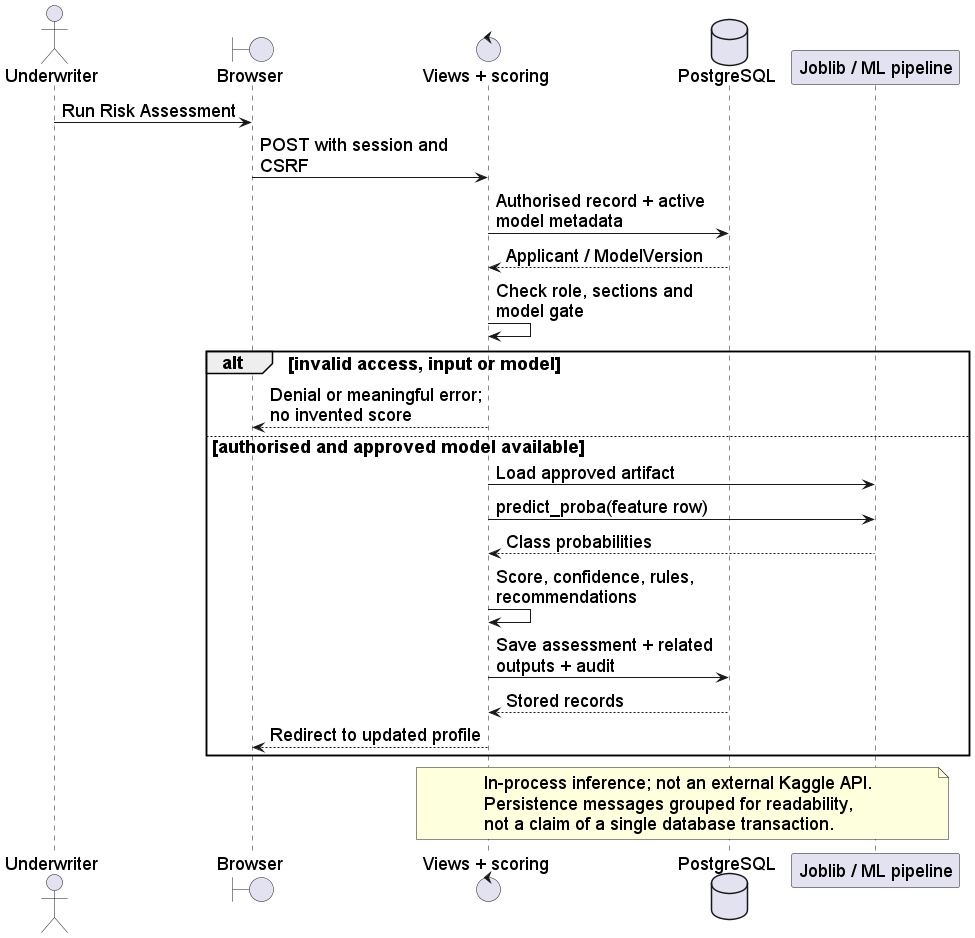 Underwriter
Browser
Views + scoring
PostgreSQL
Joblib / ML pipeline
Run Risk Assessment
POST with session and
CSRF
Authorised record + active
model metadata
Applicant / ModelVersion
Check role, sections and
model gate
alt
[invalid access, input or model]
Denial or meaningful error;
no invented score
[authorised and approved model available]
Load approved artifact
predict_proba(feature row)
Class probabilities
Score, confidence, rules,
recommendations
Save assessment + related
outputs + audit
Stored records
Redirect to updated profile
In-process inference; not an external Kaggle API.
Persistence messages grouped for readability,
not a claim of a single database transaction.
Underwriter
Browser
Views + scoring
PostgreSQL
Joblib / ML pipeline